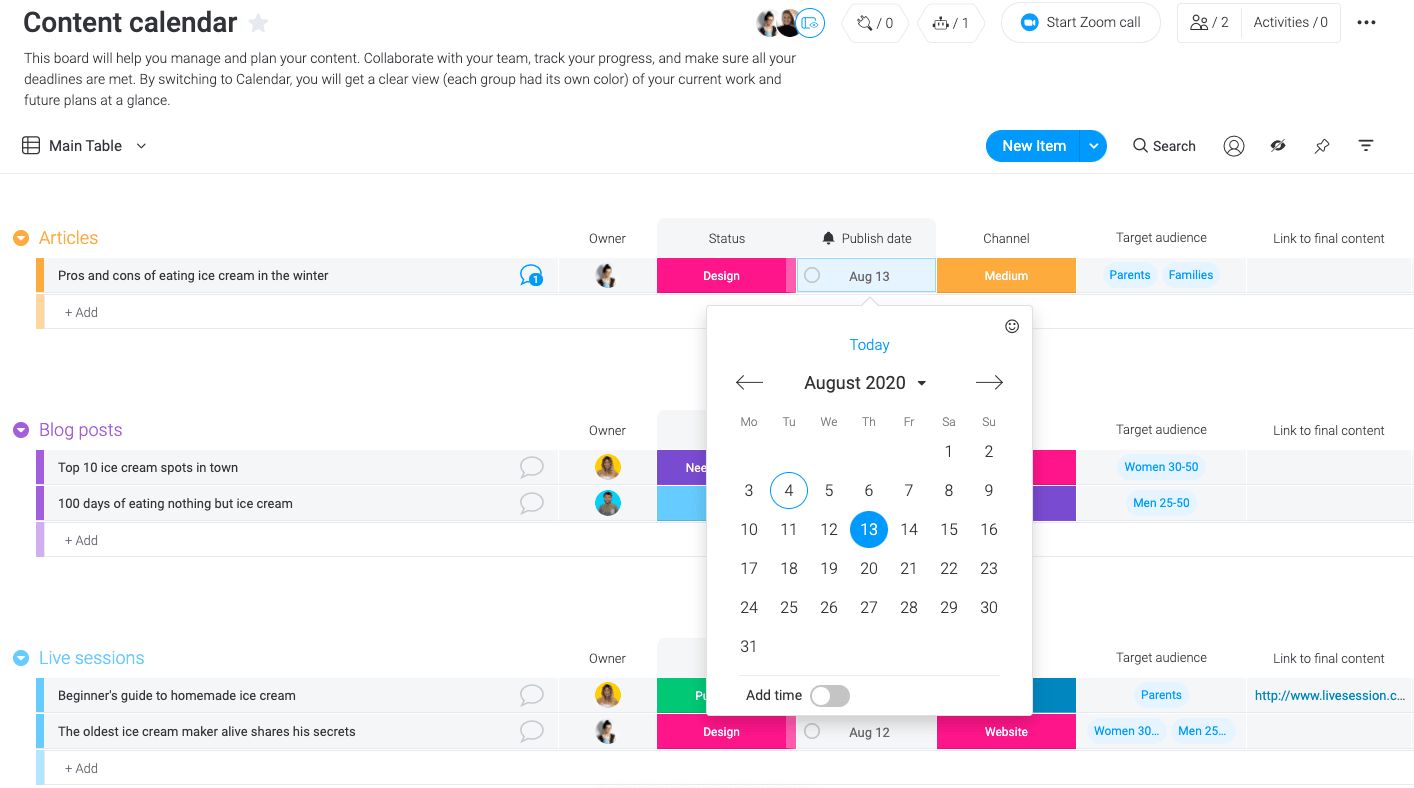 Content calendar
/ 0
/ 1
Start Zoom call
/ 2
Activities / 0
This board will help you manage and plan your content. Collaborate with your team, track your progress, and make sure all your
deadlines are met. By switching to Calendar, you will get a clear view (each group had its own color) of your current work and
future plans at a glance.
Main Table
New Item
Search
Articles
Owner
Status
Publish date
Channel
Target audience
Link to final content
Pros and cons of eating ice cream in the winter
1
Design
Aug 13
Medium
Parents
Families
+ Add
Today
August 2020
Mo Tu We Th Fr Sa Su
1 2
3 4 5 6 7 8 9
10 11 12 13 14 15 16
17 18 19 20 21 22 23
24 25 26 27 28 29 30
31
Add time
Blog posts
Owner
Target audience
Link to final content
Top 10 ice cream spots in town
Nee
Women 30-50
100 days of eating nothing but ice cream
Men 25-50
+ Add
Live sessions
Owner
Target audience
Link to final content
Beginner's guide to homemade ice cream
Pu
Parents
http://www.livesession.c...
The oldest ice cream maker alive shares his secrets
Design
Aug 12
Website
Women 30...
Men 25...
+ Add